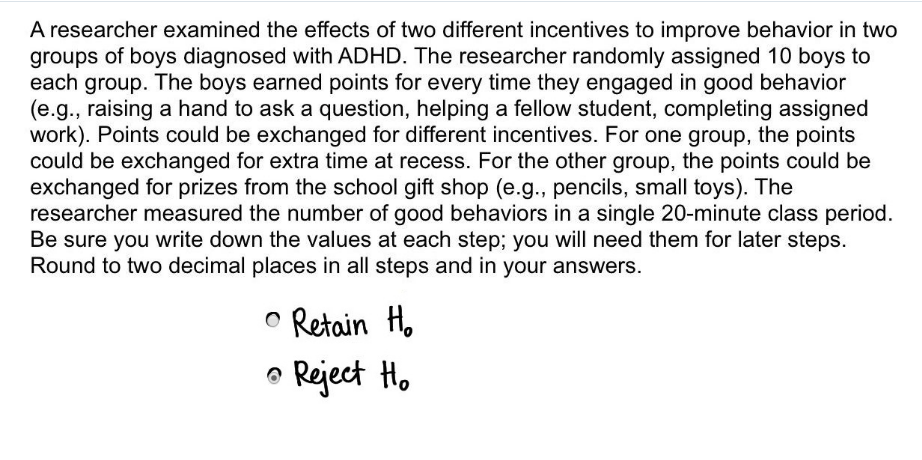 A researcher examined the effects of two different incentives to improve behavior in two
groups of boys diagnosed with ADHD. The researcher randomly assigned 10 boys to
each group. The boys earned points for every time they engaged in good behavior
(e.g., raising a hand to ask a question, helping a fellow student, completing assigned
work). Points could be exchanged for different incentives. For one group, the points
could be exchanged for extra time at recess. For the other group, the points could be
exchanged for prizes from the school gift shop (e.g., pencils, small toys). The
researcher measured the number of good behaviors in a single 20-minute class period.
Be sure you write down the values at each step; you will need them for later steps.
Round to two decimal places in all steps and in your answers.
Retain H₀
Reject H₀